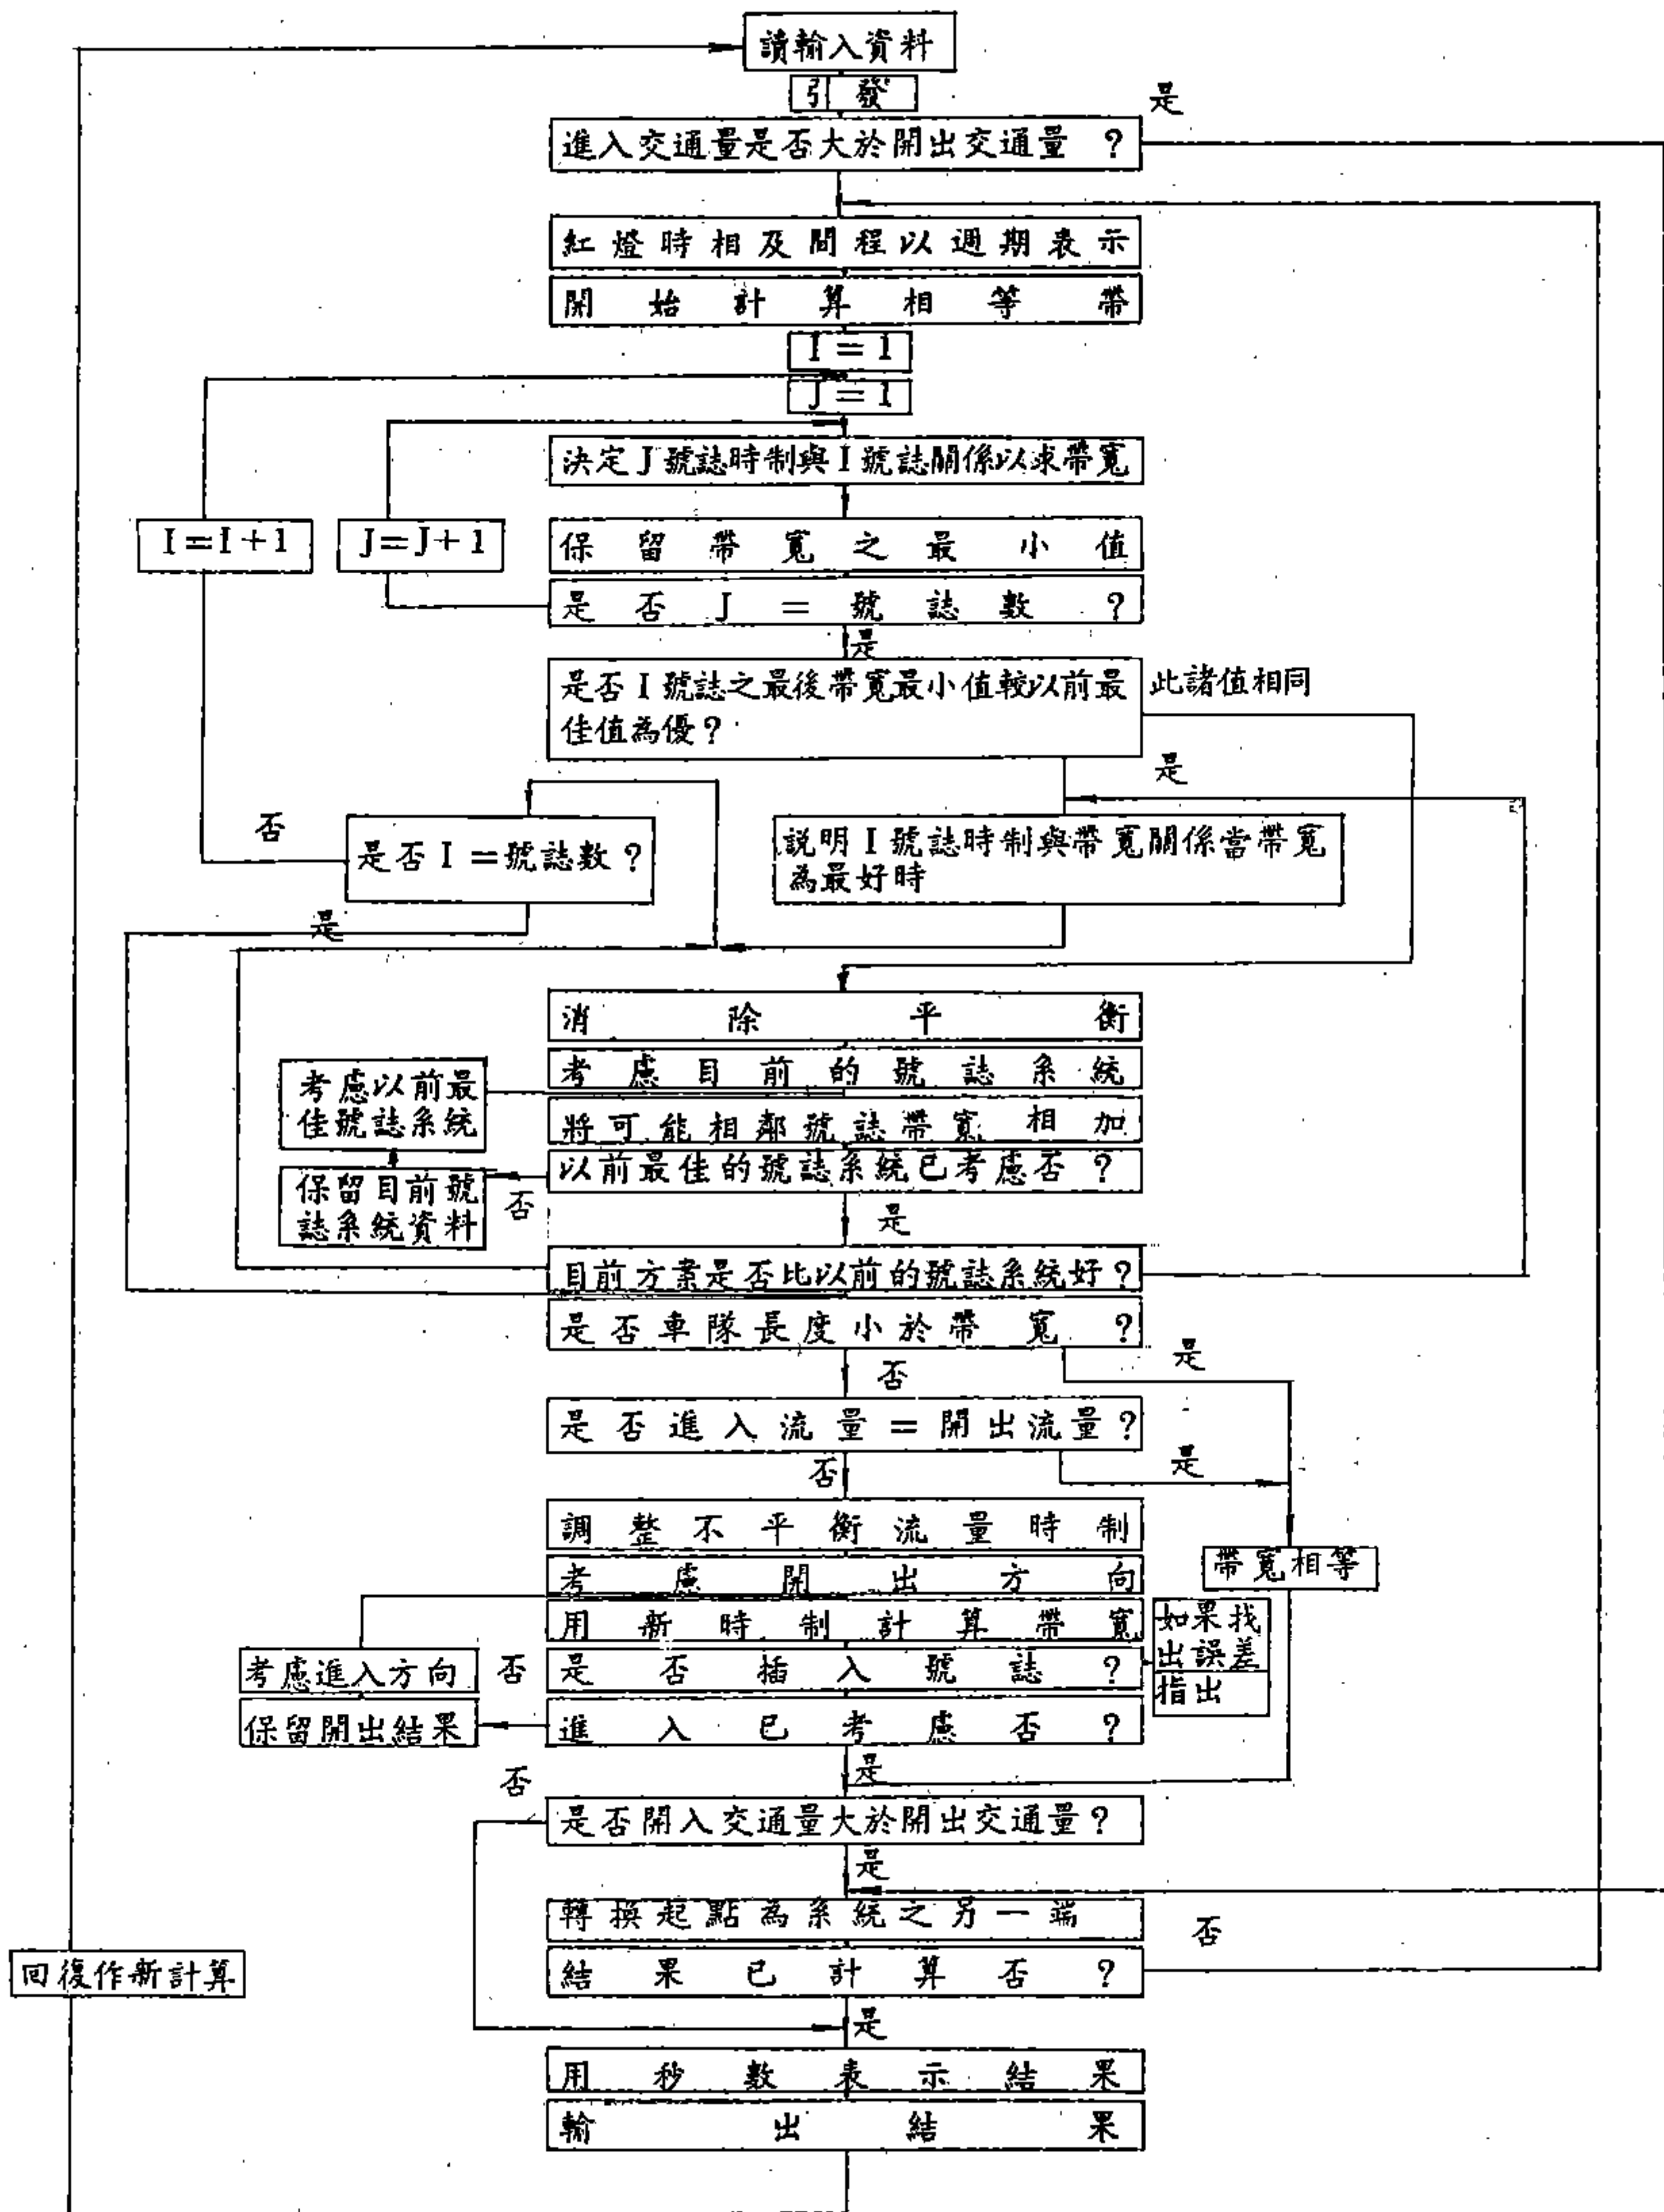 請輸入資料
引發
是
進入交通量是否大於開出交通量？
紅燈時相及間程以週期表示
開始計算相等帶
I＝1
J＝1
決定J號誌時制與I號誌關係以求帶寬
I＝I＋1
J＝J＋1
保留帶寬之最小值
是否J＝號誌數？
是
是否I號誌之最後帶寬最小值較以前最
佳值為優？
此諸值相同
是
否
是否I＝號誌數？
說明I號誌時制與帶寬關係當帶寬
為最好時
是
消除平衡
考慮目前的號誌系統
考慮以前最
佳號誌系統
將可能相鄰號誌帶寬相加
以前最佳的號誌系統已考慮否？
保留目前號
誌系統資料
否
是
目前方案是否比以前的號誌系統好？
是否車隊長度小於帶寬？
是
否
是否進入流量＝開出流量？
是
否
調整不平衡流量時制
考慮開出方向
帶寬相等
用新時制計算帶寬
如果找
出誤差
指出
考慮進入方向
否
是否插入號誌？
保留開出結果
進入已考慮否？
是
否
是否開入交通量大於開出交通量？
是
轉換起點為系統之另一端
否
回復作新計算
結果已計算否？
是
用秒數表示結果
輸出結果